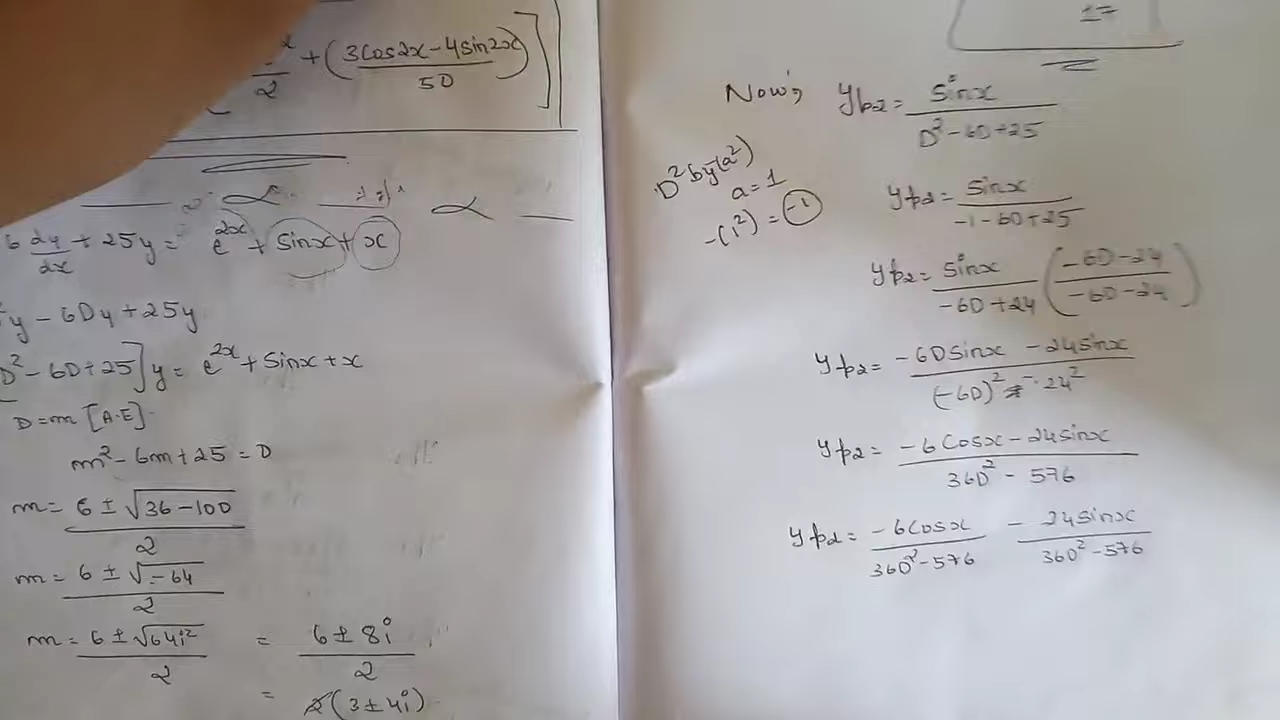 x/2 + (3cos2x - 4sin2x)/50 ]
6 dy/dx + 25y = e^2x + sinx + x
y - 6Dy + 25y
D² - 6D + 25] y = e^2x + sinx + x
D = m [A.E]
m² - 6m + 25 = 0
m = (6 ± √36 - 100)/2
m = (6 ± √-64)/2
m = (6 ± √64i²)/2 = (6 ± 8i)/2
= 2(3 ± 4i)
17
Now, yp2 = sinx/(D² - 6D + 25)
D² by -(a²)
a = 1
-(1²) = -1
yp2 = sinx/(-1 - 6D + 25)
yp2 = sinx/(-6D + 24) ((-6D - 24)/(-6D - 24))
yp2 = (-6Dsinx - 24sinx)/((-6D)² - 24²)
yp2 = (-6cosx - 24sinx)/(36D² - 576)
yp2 = -6cosx/(36D² - 576) - 24sinx/(36D² - 576)